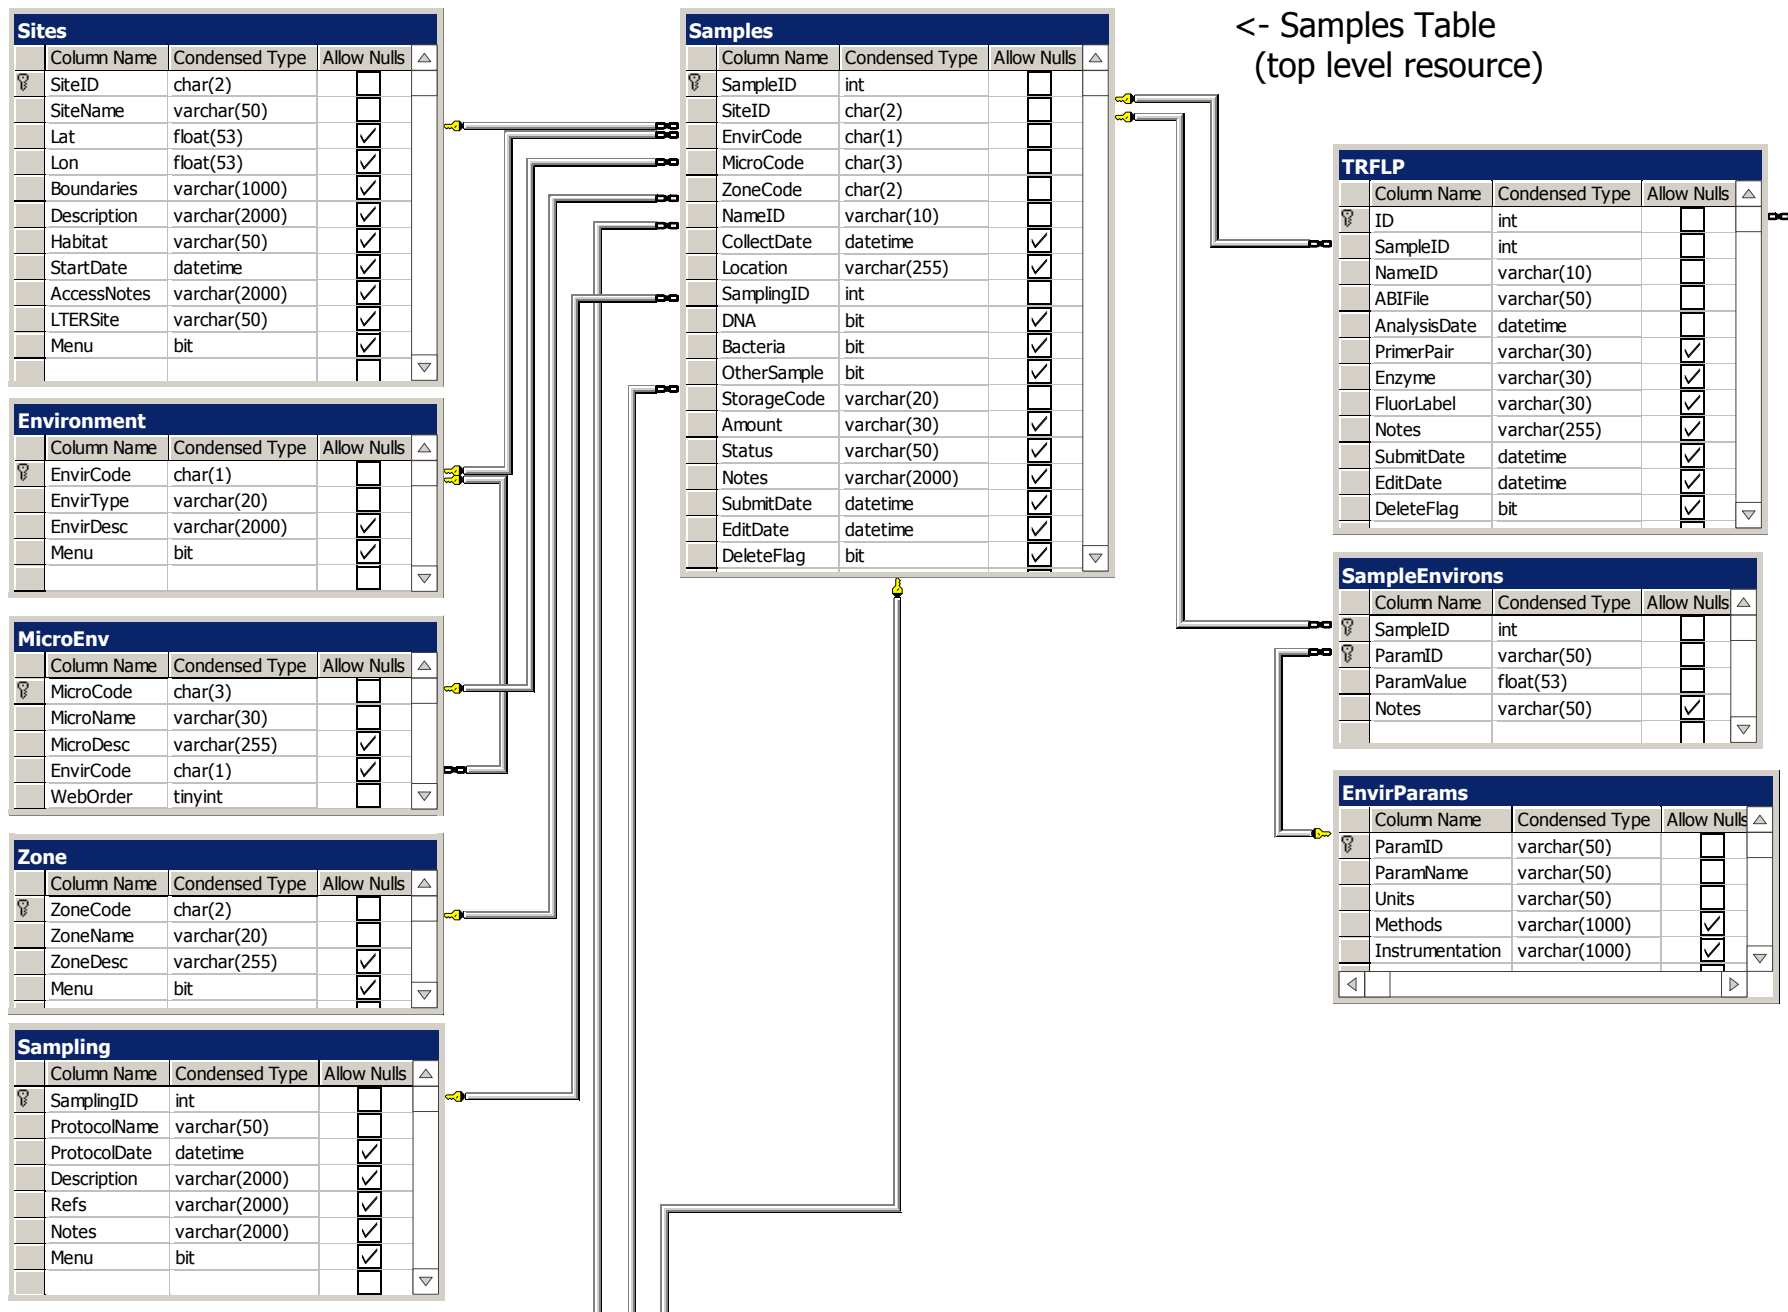 Sites
Column Name Condensed Type Allow Nulls
SiteID char(2)
SiteName varchar(50)
Lat float(53)
Lon float(53)
Boundaries varchar(1000)
Description varchar(2000)
Habitat varchar(50)
StartDate datetime
AccessNotes varchar(2000)
LTERSite varchar(50)
Menu bit
Environment
Column Name Condensed Type Allow Nulls
EnvirCode char(1)
EnvirType varchar(20)
EnvirDesc varchar(2000)
Menu bit
MicroEnv
Column Name Condensed Type Allow Nulls
MicroCode char(3)
MicroName varchar(30)
MicroDesc varchar(255)
EnvirCode char(1)
WebOrder tinyint
Zone
Column Name Condensed Type Allow Nulls
ZoneCode char(2)
ZoneName varchar(20)
ZoneDesc varchar(255)
Menu bit
Sampling
Column Name Condensed Type Allow Nulls
SamplingID int
ProtocolName varchar(50)
ProtocolDate datetime
Description varchar(2000)
Refs varchar(2000)
Notes varchar(2000)
Menu bit
Samples
Column Name Condensed Type Allow Nulls
SampleID int
SiteID char(2)
EnvirCode char(1)
MicroCode char(3)
ZoneCode char(2)
NameID varchar(10)
CollectDate datetime
Location varchar(255)
SamplingID int
DNA bit
Bacteria bit
OtherSample bit
StorageCode varchar(20)
Amount varchar(30)
Status varchar(50)
Notes varchar(2000)
SubmitDate datetime
EditDate datetime
DeleteFlag bit
<- Samples Table
(top level resource)
TRFLP
Column Name Condensed Type Allow Nulls
ID int
SampleID int
NameID varchar(10)
ABIFile varchar(50)
AnalysisDate datetime
PrimerPair varchar(30)
Enzyme varchar(30)
FluorLabel varchar(30)
Notes varchar(255)
SubmitDate datetime
EditDate datetime
DeleteFlag bit
SampleEnvirons
Column Name Condensed Type Allow Nulls
SampleID int
ParamID varchar(50)
ParamValue float(53)
Notes varchar(50)
EnvirParams
Column Name Condensed Type Allow Nulls
ParamID varchar(50)
ParamName varchar(50)
Units varchar(50)
Methods varchar(1000)
Instrumentation varchar(1000)